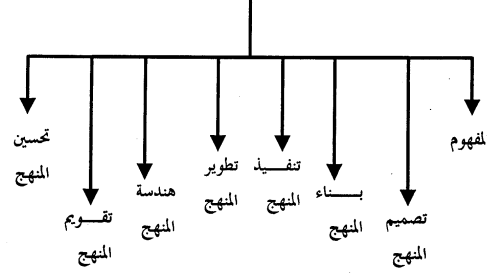 لمفهوم
تصميم
المنهج
بناء
المنهج
تنفيذ
المنهج
تطوير
المنهج
هندسة
المنهج
تقويم
المنهج
تحسين
المنهج